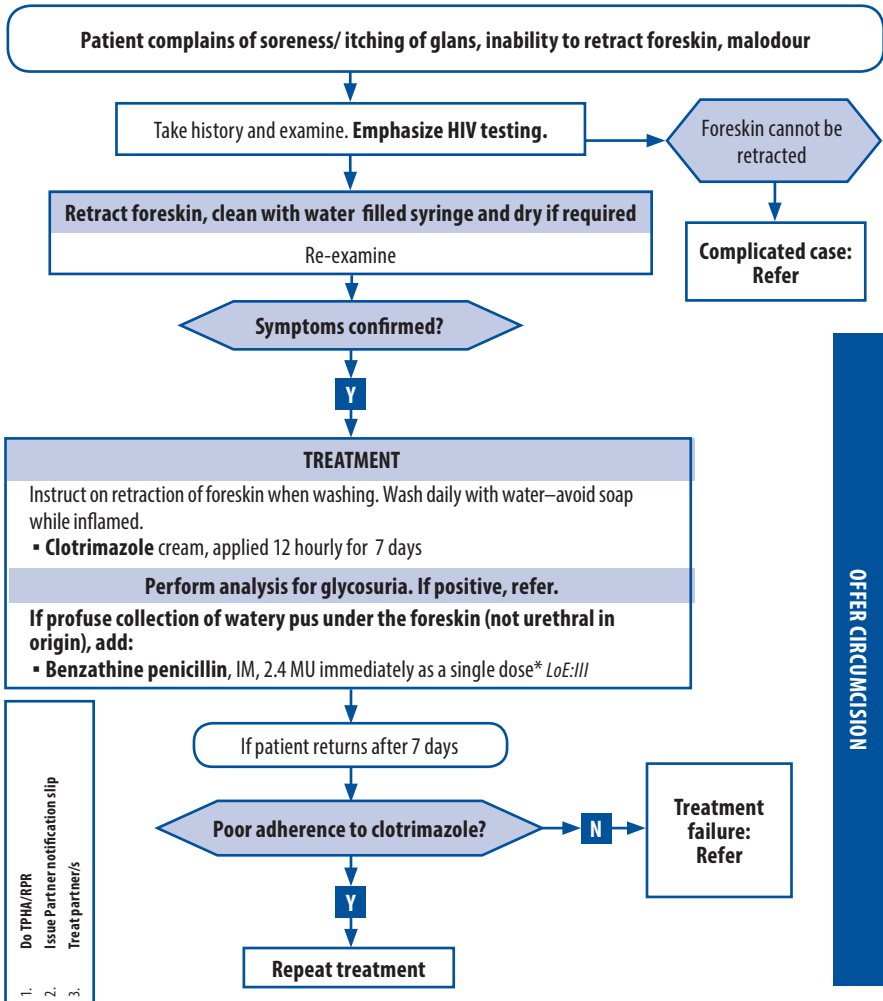 Patient complains of soreness/ itching of glans, inability to retract foreskin, malodour
Take history and examine. Emphasize HIV testing.
Foreskin cannot be
retracted
Complicated case:
Refer
Retract foreskin, clean with water filled syringe and dry if required
Re-examine
Symptoms confirmed?
Y
TREATMENT
Instruct on retraction of foreskin when washing. Wash daily with water–avoid soap
while inflamed.
▪ Clotrimazole cream, applied 12 hourly for 7 days
Perform analysis for glycosuria. If positive, refer.
If profuse collection of watery pus under the foreskin (not urethral in
origin), add:
▪ Benzathine penicillin, IM, 2.4 MU immediately as a single dose* LoE:III
If patient returns after 7 days
Poor adherence to clotrimazole?
N
Treatment
failure:
Refer
Y
Repeat treatment
1. Do TPHA/RPR
2. Issue Partner notification slip
3. Treat partner/s
OFFER CIRCUMCISION